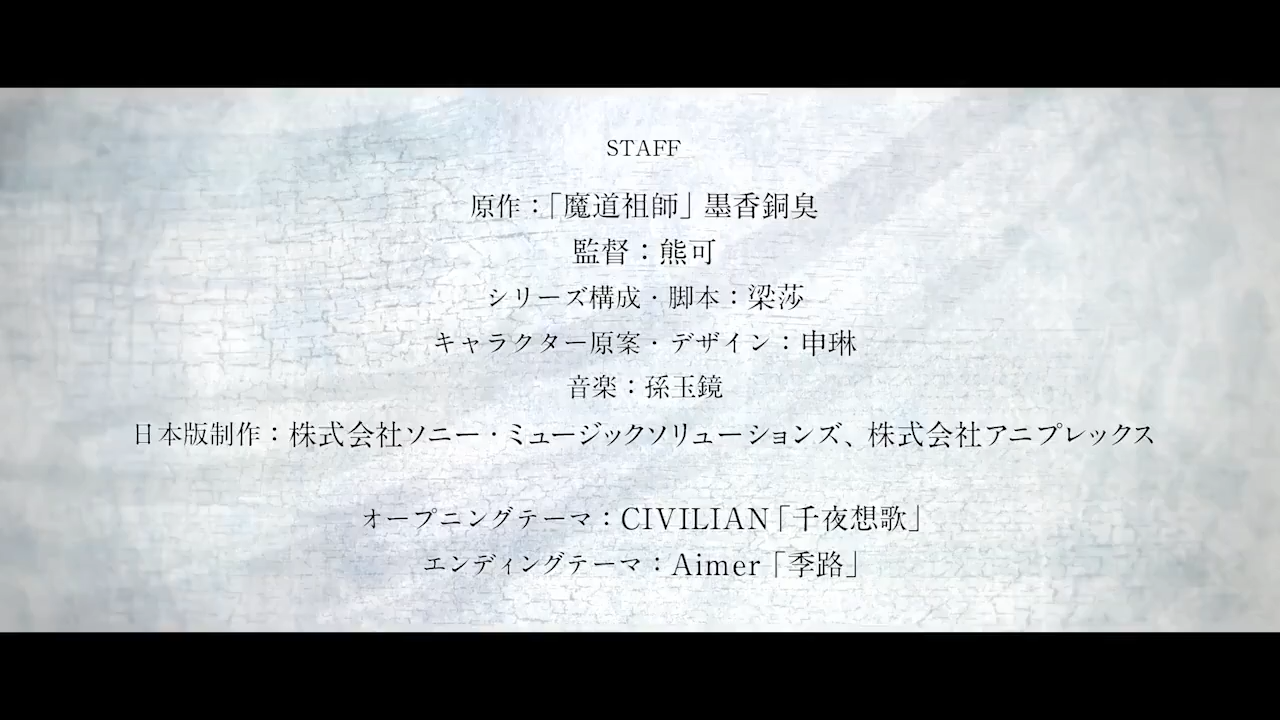 STAFF
原作：「魔道祖師」墨香銅臭
監督：熊可
シリーズ構成・脚本：梁莎
キャラクター原案・デザイン：申琳
音楽：孫玉鏡
日本版制作：株式会社ソニー・ミュージックソリューションズ、株式会社アニプレックス
オープニングテーマ：CIVILIAN「千夜想歌」
エンディングテーマ：Aimer「季路」